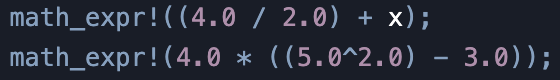 math_expr!((4.0 / 2.0) + x);
math_expr!(4.0 * ((5.0^2.0) - 3.0));